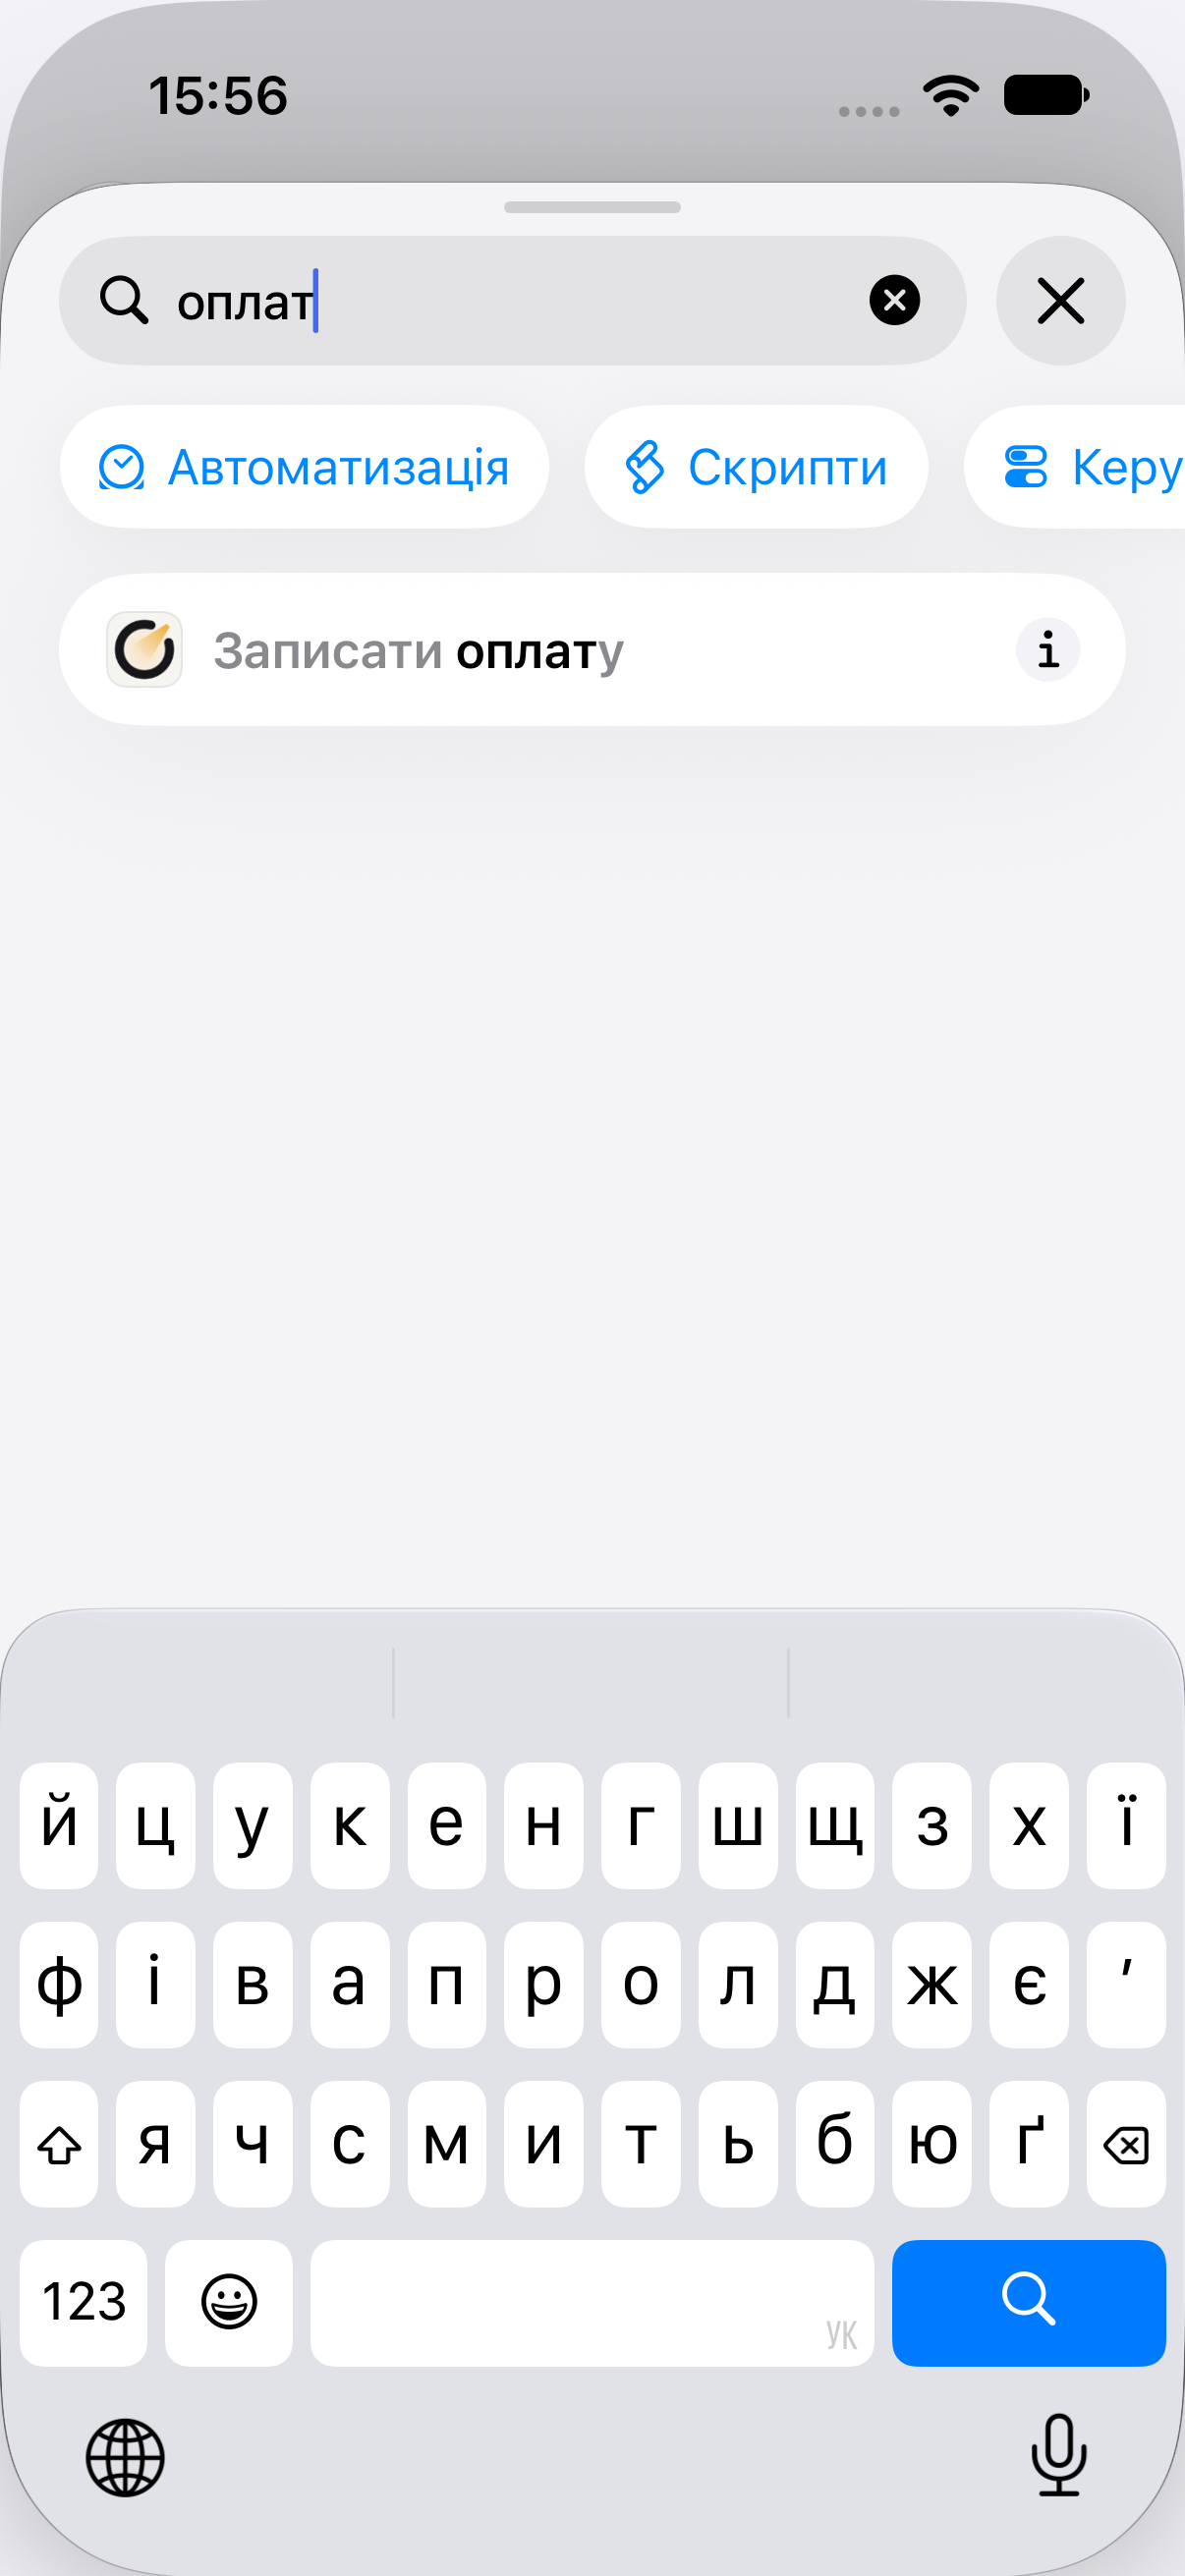 15:56
оплат
Автоматизація
Скрипти
Керу
Записати оплату
й ц у к е н г ш щ з х ї
ф і в а п р о л д ж є ʼ
я ч с м и т ь б ю ґ
123
УК